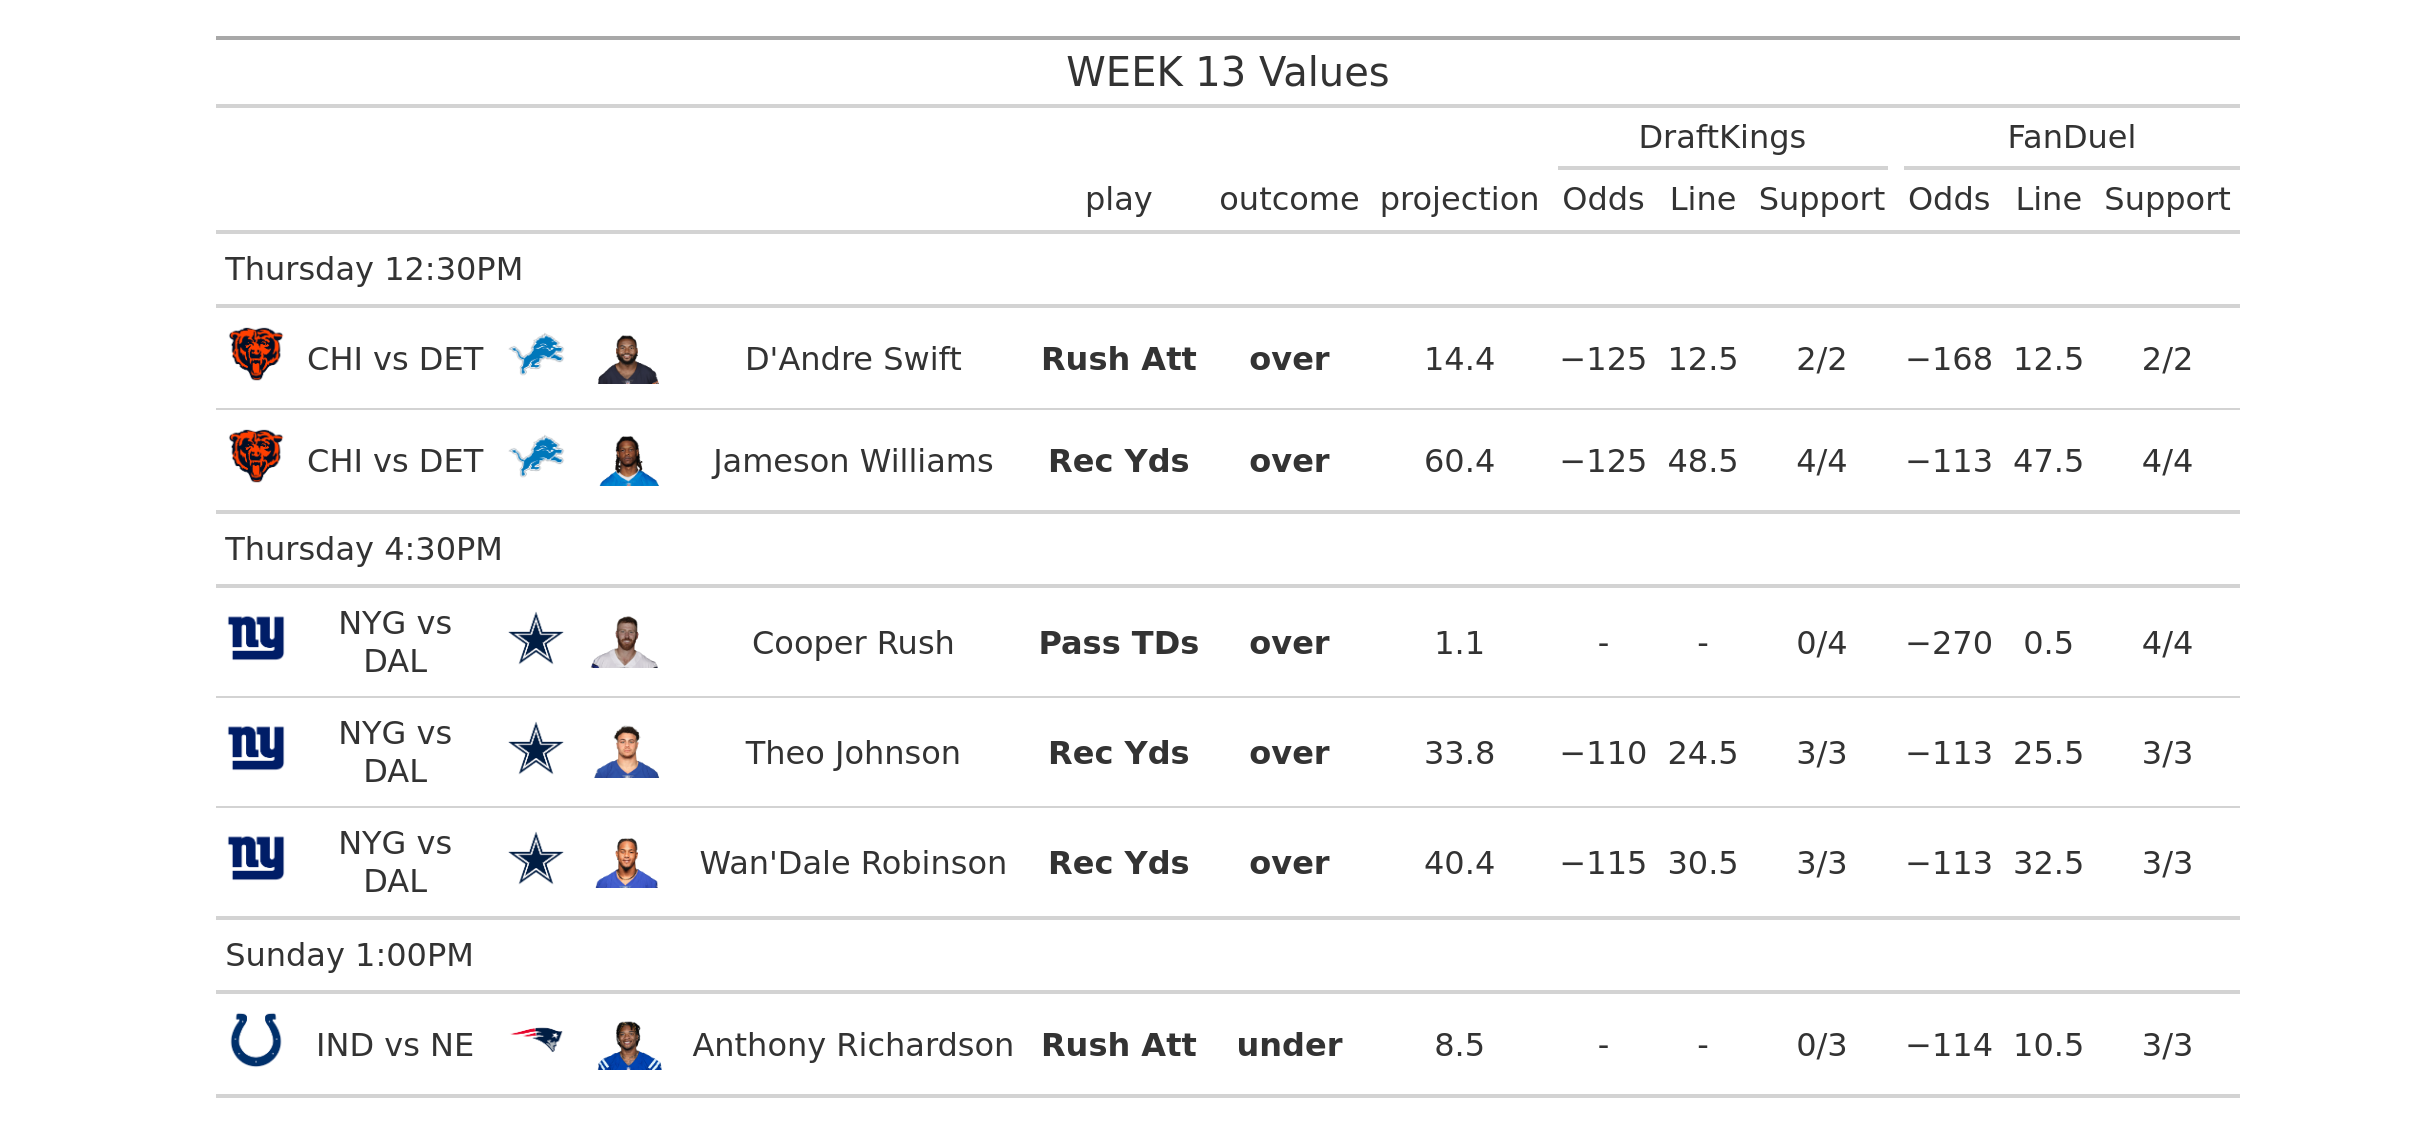 WEEK 13 Values
DraftKings FanDuel
play outcome projection Odds Line Support Odds Line Support
Thursday 12:30PM
CHI vs DET D'Andre Swift Rush Att over 14.4 −125 12.5 2/2 −168 12.5 2/2
CHI vs DET Jameson Williams Rec Yds over 60.4 −125 48.5 4/4 −113 47.5 4/4
Thursday 4:30PM
ny NYG vs
DAL Cooper Rush Pass TDs over 1.1 - - 0/4 −270 0.5 4/4
ny NYG vs
DAL Theo Johnson Rec Yds over 33.8 −110 24.5 3/3 −113 25.5 3/3
ny NYG vs
DAL Wan'Dale Robinson Rec Yds over 40.4 −115 30.5 3/3 −113 32.5 3/3
Sunday 1:00PM
IND vs NE Anthony Richardson Rush Att under 8.5 - - 0/3 −114 10.5 3/3